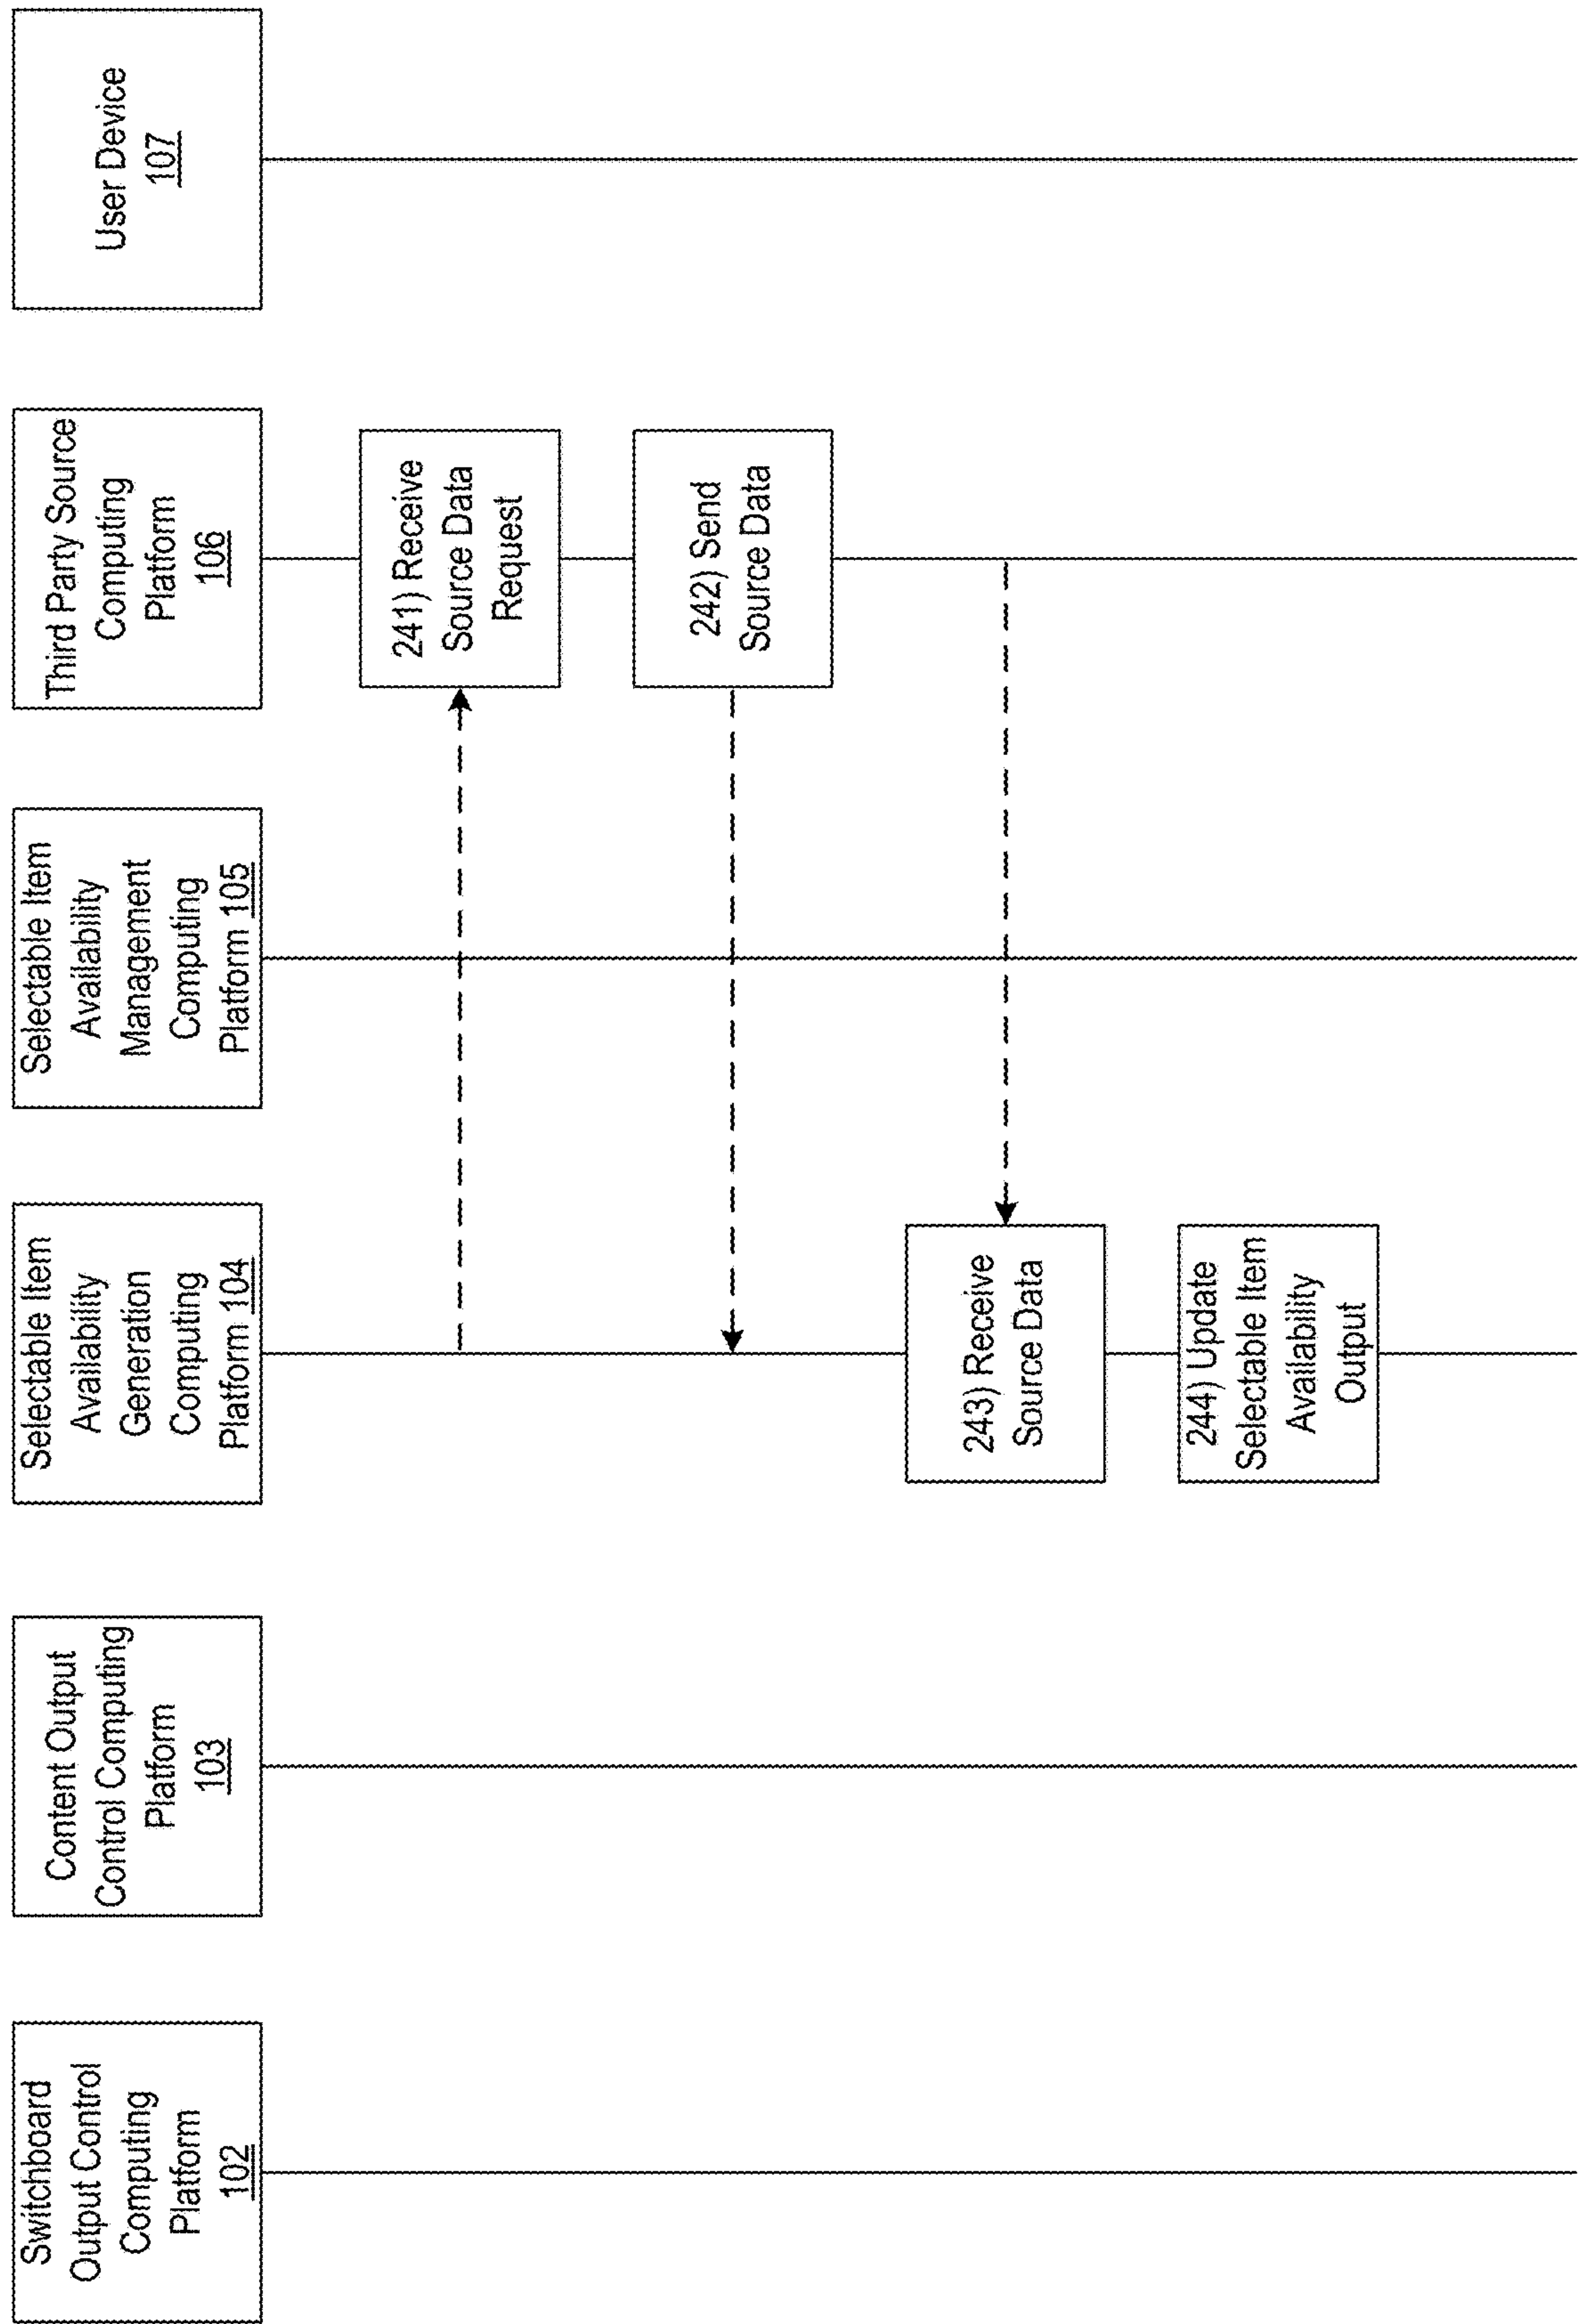 Switchboard
Output Control
Computing
Platform
102
Content Output
Control Computing
Platform
103
Selectable Item
Availability
Generation
Computing
Platform 104
Selectable Item
Availability
Management
Computing
Platform 105
Third Party Source
Computing
Platform
106
User Device
107
241) Receive
Source Data
Request
242) Send
Source Data
243) Receive
Source Data
244) Update
Selectable Item
Availability
Output